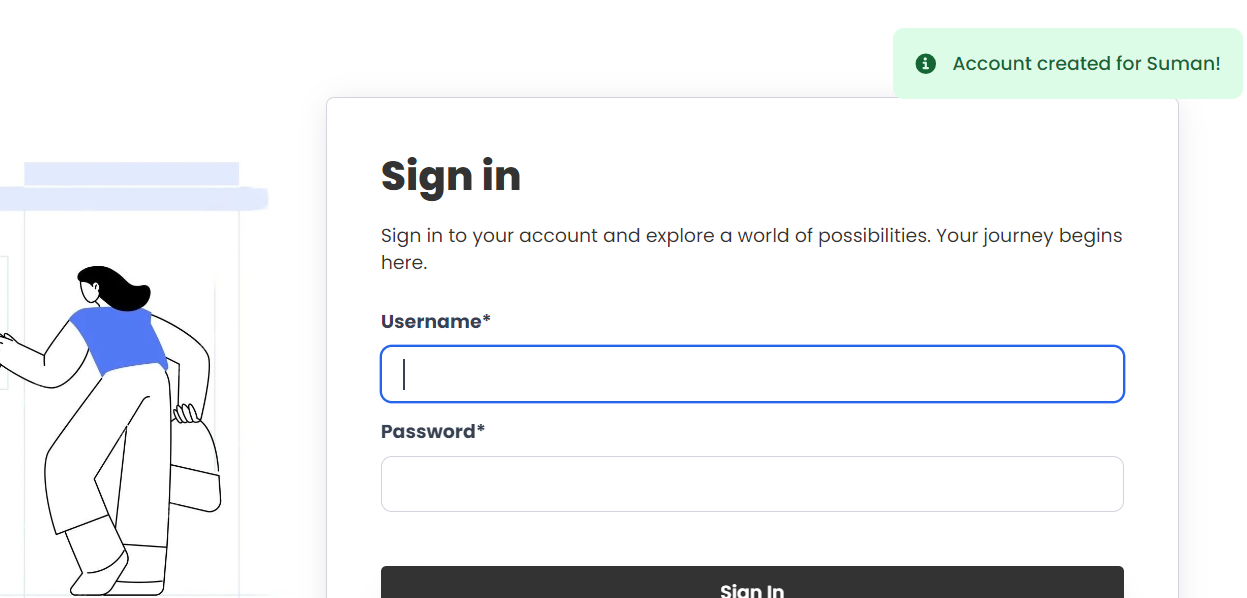 Account created for Suman!
Sign in
Sign in to your account and explore a world of possibilities. Your journey begins
here.
Username*
Password*
Sign In